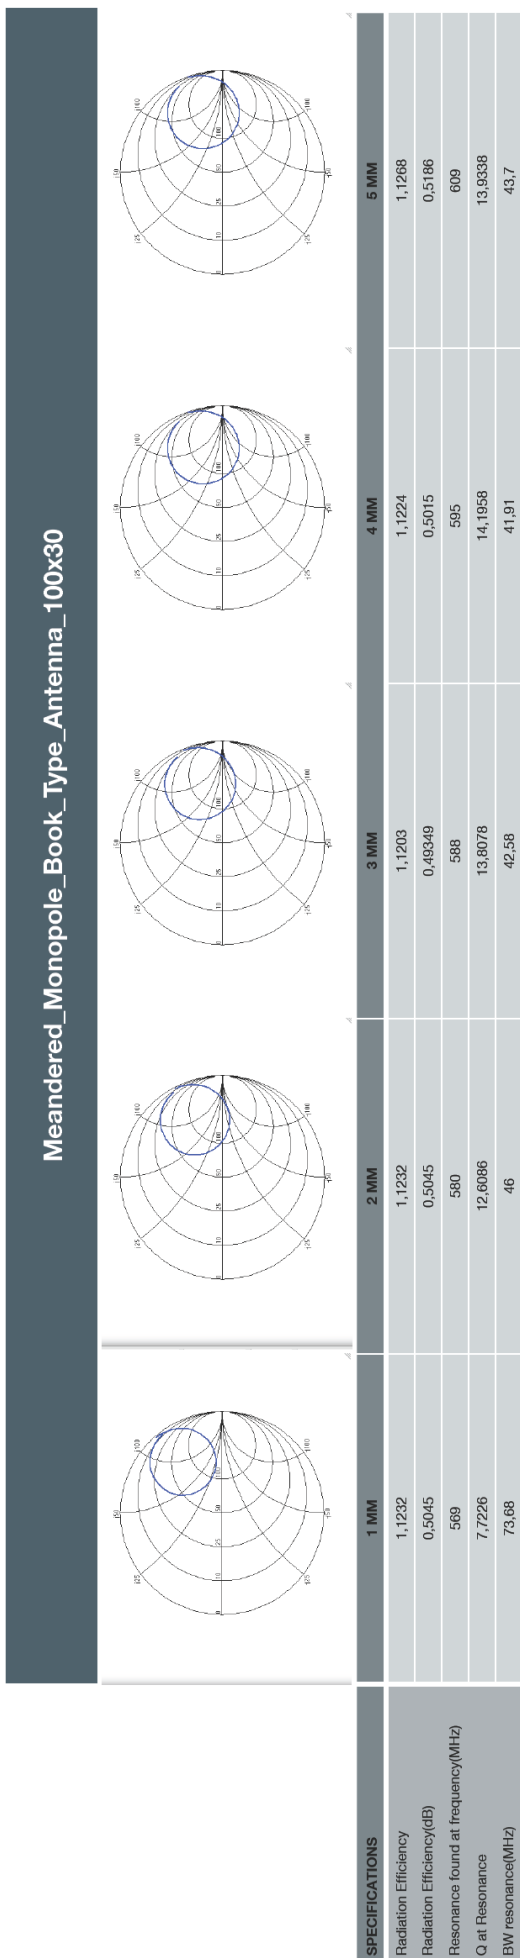 Meandered_Monopole_Book_Type_Antenna_100x30
SPECIFICATIONS 1 MM 2 MM 3 MM 4 MM 5 MM
Radiation Efficiency 1,1232 1,1232 1,1203 1,1224 1,1268
Radiation Efficiency(dB) 0,5045 0,5045 0,49349 0,5015 0,5186
Resonance found at frequency(MHz) 569 580 588 595 609
Q at Resonance 7,7226 12,6086 13,8078 14,1958 13,9338
BW resonance(MHz) 73,68 46 42,58 41,91 43,7